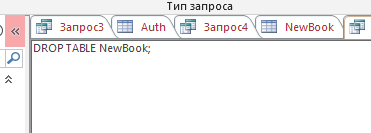 Тип запроса
Запрос3 Auth Запрос4 NewBook
DROP TABLE NewBook;